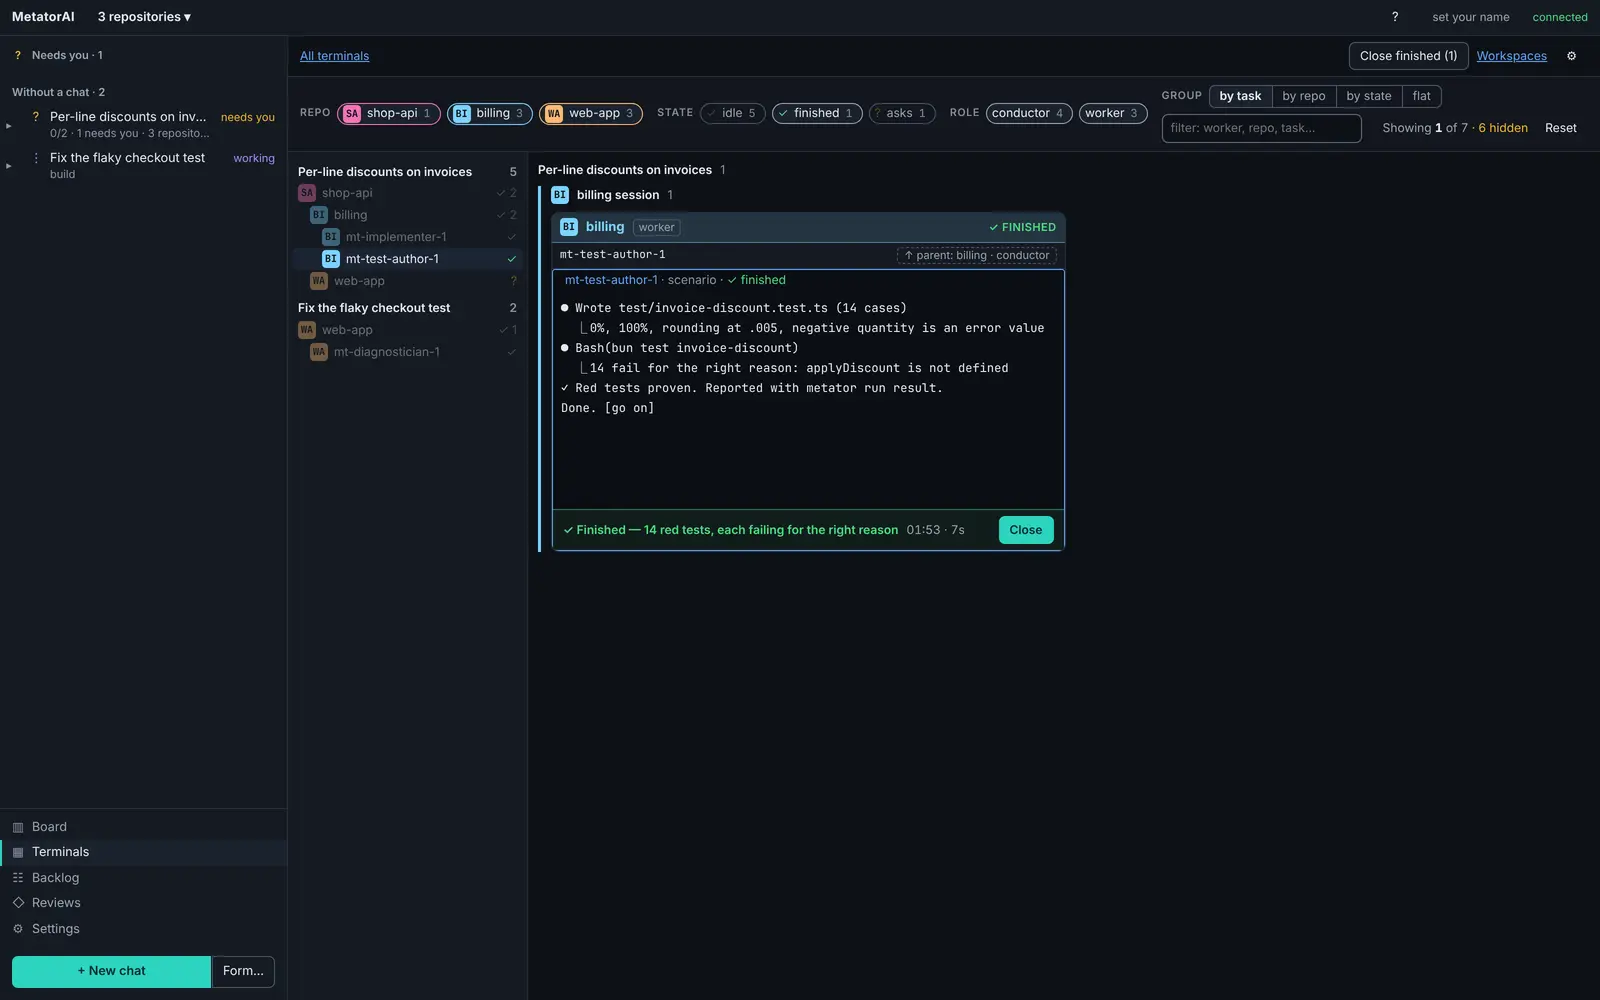 MetatorAI
3 repositories ▾
?
set your name
connected
? Needs you · 1
Without a chat · 2
▸ ? Per-line discounts on inv... needs you
0/2 · 1 needs you · 3 reposito...
▸ ⋮ Fix the flaky checkout test working
build
Board
Terminals
Backlog
Reviews
Settings
+ New chat
Form...
All terminals
Close finished (1)
Workspaces
REPO SA shop-api 1 BI billing 3 WA web-app 3
STATE ✓ idle 5 ✓ finished 1 ? asks 1
ROLE conductor 4 worker 3
GROUP by task by repo by state flat
filter: worker, repo, task...
Showing 1 of 7 · 6 hidden Reset
Per-line discounts on invoices 5
SA shop-api ✓ 2
BI billing ✓ 2
BI mt-implementer-1 ✓
BI mt-test-author-1 ✓
WA web-app ?
Fix the flaky checkout test 2
WA web-app ✓ 1
WA mt-diagnostician-1 ✓
Per-line discounts on invoices 1
BI billing session 1
BI billing worker ✓ FINISHED
mt-test-author-1 ↑ parent: billing · conductor
mt-test-author-1 · scenario · ✓ finished
● Wrote test/invoice-discount.test.ts (14 cases)
⎿ 0%, 100%, rounding at .005, negative quantity is an error value
● Bash(bun test invoice-discount)
⎿ 14 fail for the right reason: applyDiscount is not defined
✓ Red tests proven. Reported with metator run result.
Done. [go on]
✓ Finished — 14 red tests, each failing for the right reason 01:53 · 7s Close